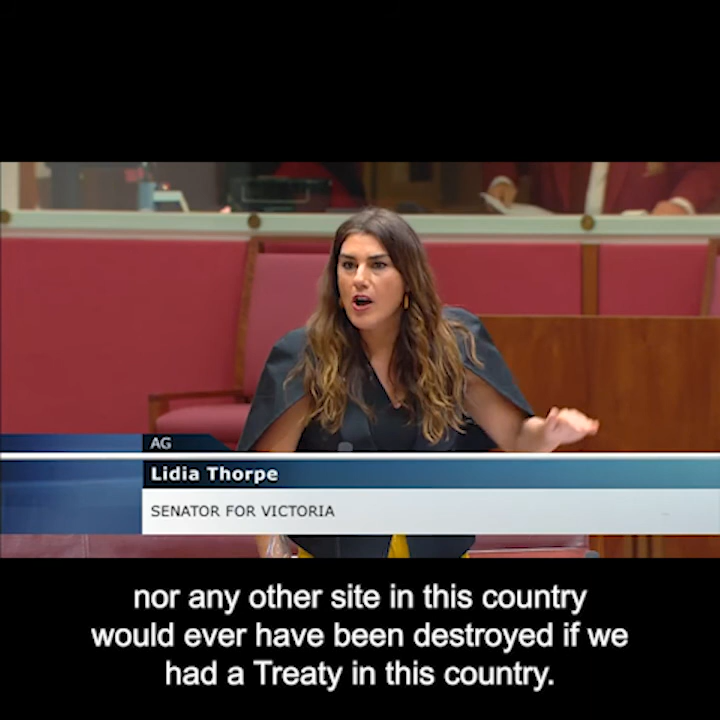 AG
Lidia Thorpe
SENATOR FOR VICTORIA
nor any other site in this country
would ever have been destroyed if we
had a Treaty in this country.